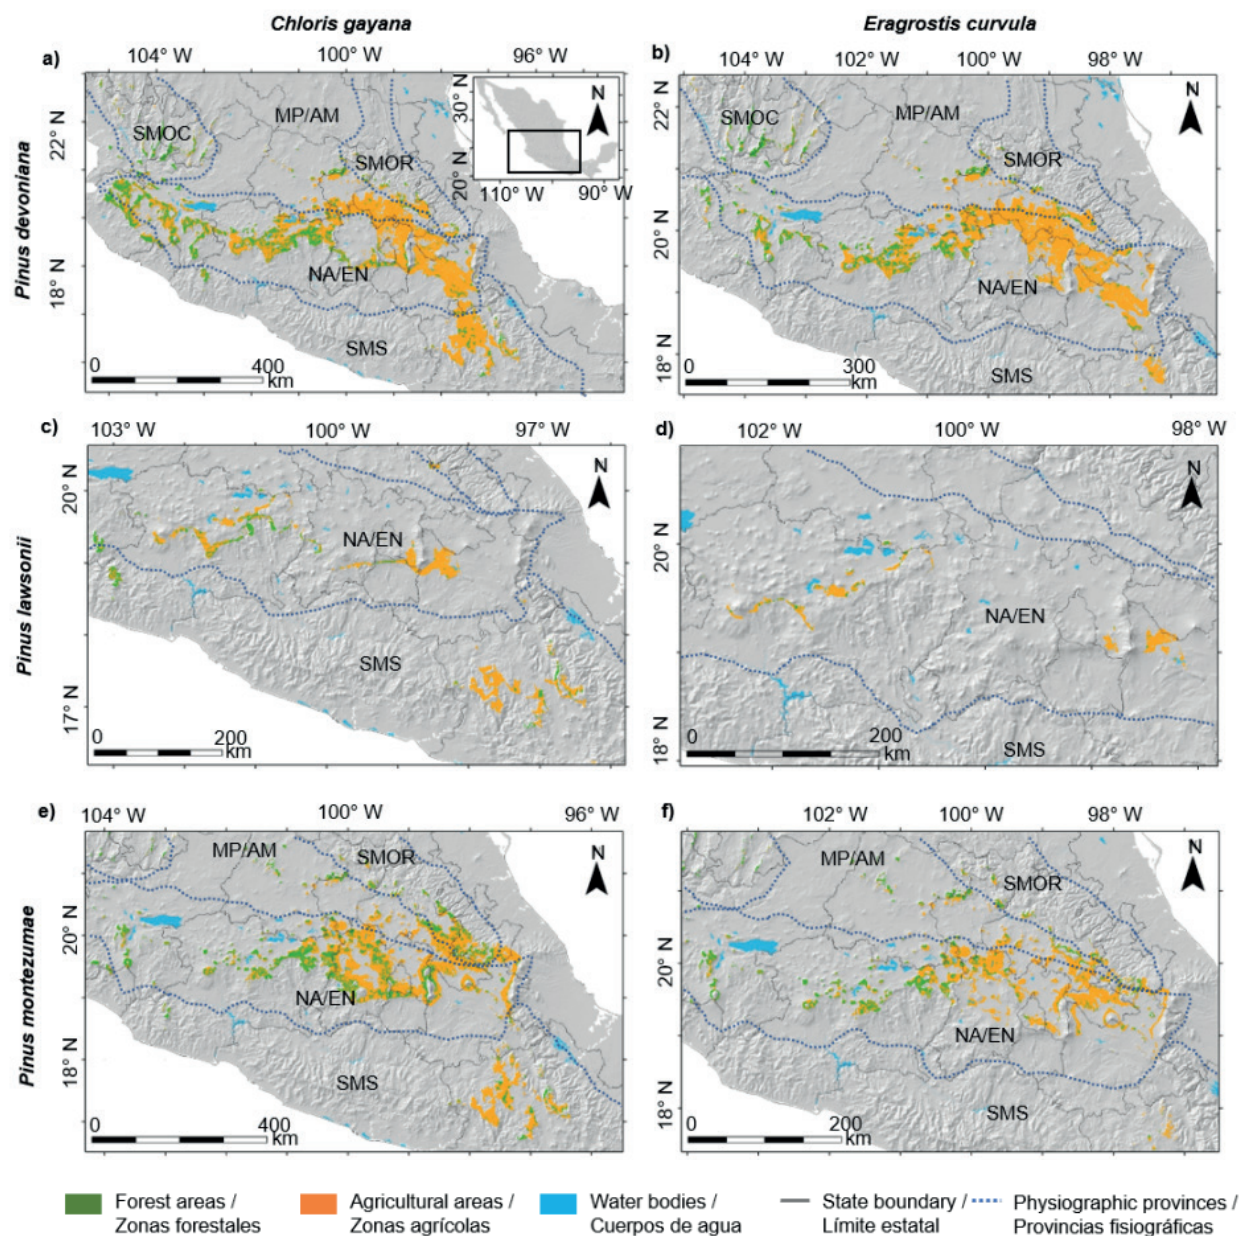 Chloris gayana
Eragrostis curvula
Pinus devoniana
a)
104° W
100° W
96° W
22° N
18° N
SMOC
MP/AM
SMOR
NA/EN
SMS
0
400
km
N
30° N
20° N
110° W
90° W
b)
104° W
102° W
100° W
98° W
22° N
20° N
18° N
SMOC
MP/AM
SMOR
NA/EN
SMS
0
300
km
N
Pinus lawsonii
c)
103° W
100° W
97° W
20° N
17° N
NA/EN
SMS
0
200
km
N
d)
102° W
100° W
98° W
20° N
18° N
NA/EN
SMS
0
200
km
N
Pinus montezumae
e)
104° W
100° W
96° W
20° N
18° N
MP/AM
SMOR
NA/EN
SMS
0
400
km
N
f)
102° W
100° W
98° W
20° N
18° N
MP/AM
SMOR
NA/EN
SMS
0
200
km
N
Forest areas /
Zonas forestales
Agricultural areas /
Zonas agrícolas
Water bodies /
Cuerpos de agua
State boundary /
Límite estatal
Physiographic provinces /
Provincias fisiográficas